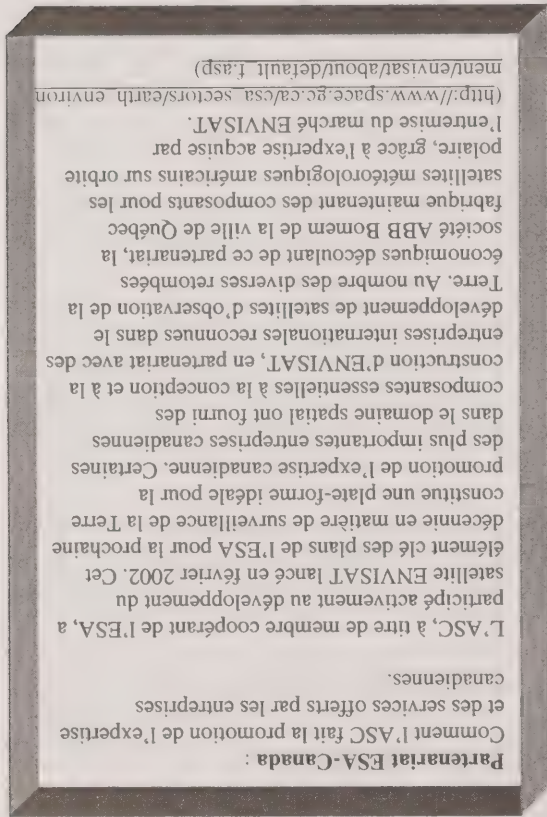 Partenariat ESA-Canada :
Comment l'ASC fait la promotion de l'expertise
et des services offerts par les entreprises
canadiennes.
L'ASC, à titre de membre coopérant de l'ESA, a
participé activement au développement du
satellite ENVISAT lancé en février 2002. Cet
élément clé des plans de l'ESA pour la prochaine
décennie en matière de surveillance de la Terre
constitue une plate-forme idéale pour la
promotion de l'expertise canadienne. Certaines
des plus importantes entreprises canadiennes
dans le domaine spatial ont fourni des
composantes essentielles à la conception et à la
construction d'ENVISAT, en partenariat avec des
entreprises internationales reconnues dans le
développement de satellites d'observation de la
Terre. Au nombre des diverses retombées
économiques découlant de ce partenariat, la
société ABB Bomem de la ville de Québec
fabrique maintenant des composants pour les
satellites météorologiques américains sur orbite
polaire, grâce à l'expertise acquise par
l'entremise du marché ENVISAT.
(http://www.space.gc.ca/csa_sectors/earth_environ
ment/envisat/about/default_f.asp)